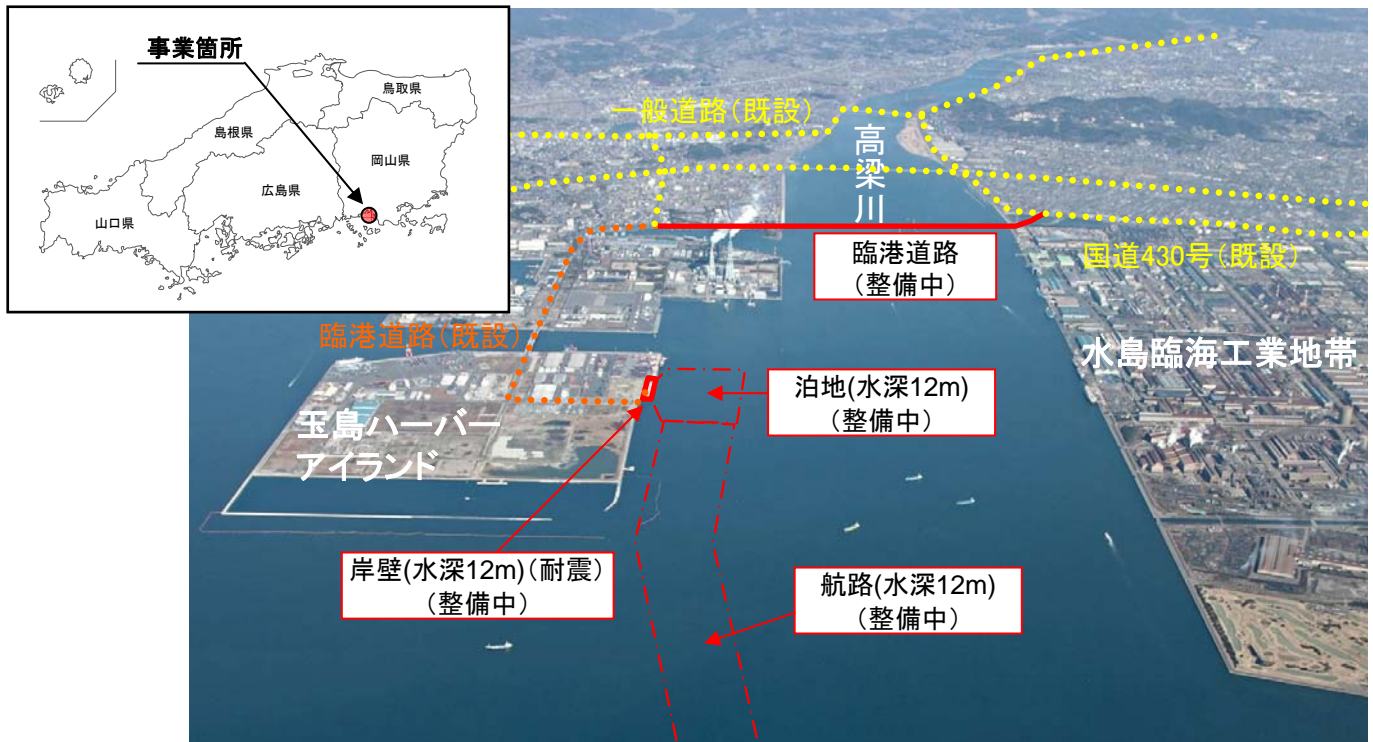 事業箇所
鳥取県
島根県
岡山県
広島県
山口県
一般道路(既設)
高梁川
臨港道路
(整備中)
国道430号(既設)
臨港道路(既設)
水島臨海工業地帯
泊地(水深12m)
(整備中)
玉島ハーバー
アイランド
岸壁(水深12m)(耐震)
(整備中)
航路(水深12m)
(整備中)